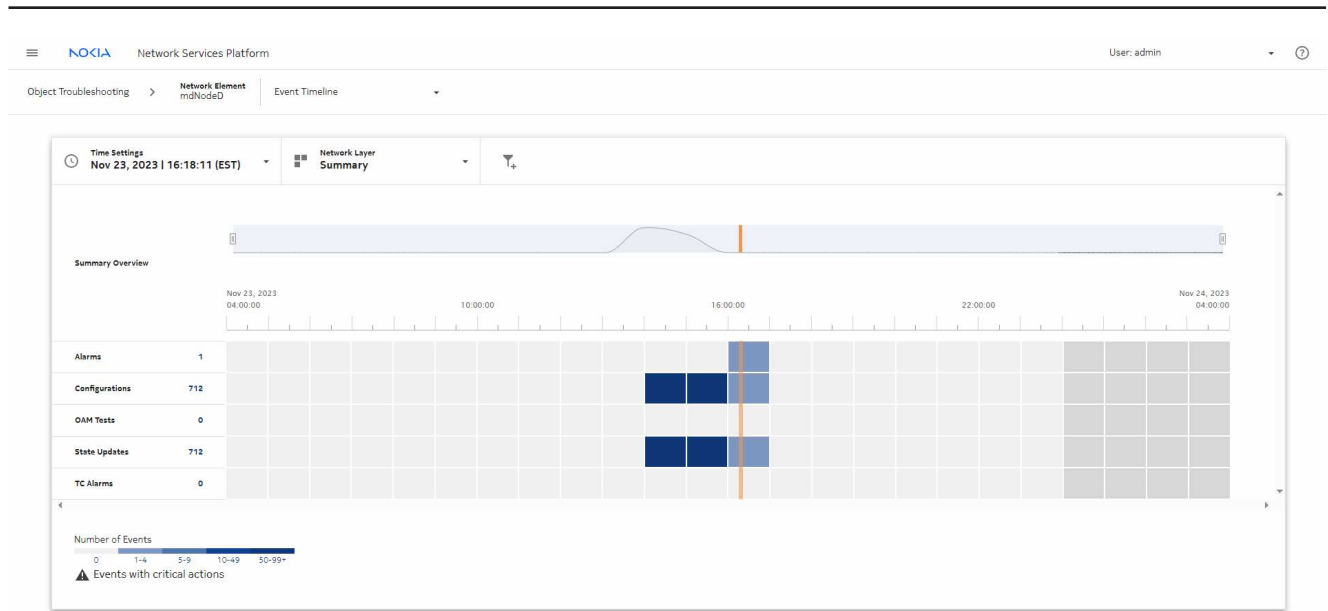 NOKIA Network Services Platform User: admin
Object Troubleshooting > Network Element mdNodeD Event Timeline
Time Settings
Nov 23, 2023 | 16:18:11 (EST)
Network Layer
Summary
Summary Overview
Nov 23, 2023 Nov 24, 2023
04:00:00 10:00:00 16:00:00 22:00:00 04:00:00
Alarms 1
Configurations 712
OAM Tests 0
State Updates 712
TC Alarms 0
Number of Events
0 1-4 5-9 10-49 50-99+
Events with critical actions